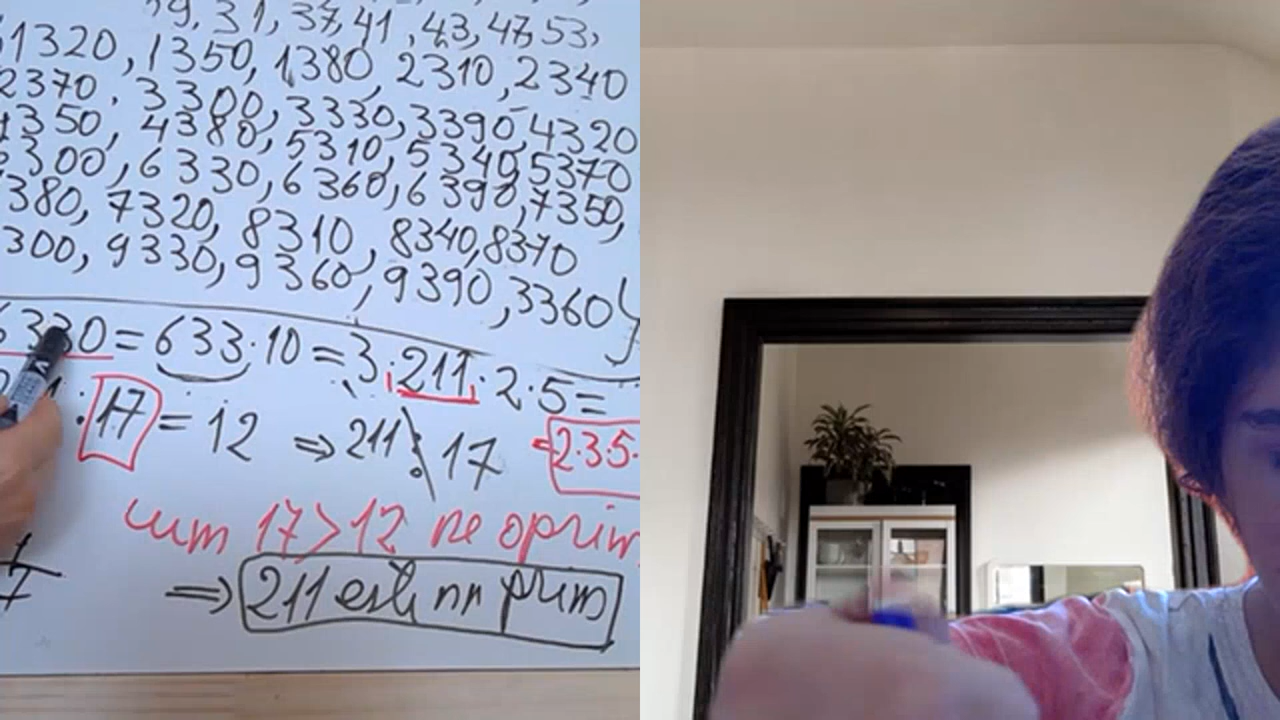 29, 31, 37, 41, 43, 47, 53,
1320, 1350, 1380, 2310, 2340
2370, 3300, 3330, 3390, 4320
4350, 4380, 5310, 5340, 5370
6300, 6330, 6360, 6390, 7350,
7380, 7320, 8310, 8340, 8370
9300, 9330, 9360, 9390, 3360}
6330 = 633 · 10 = 3 · 211 · 2 · 5 =
: 17 = 12 ⇒ 211 17 = 2·3·5·
cum 17 > 12 ne oprim
⇒ 211 este nr prim